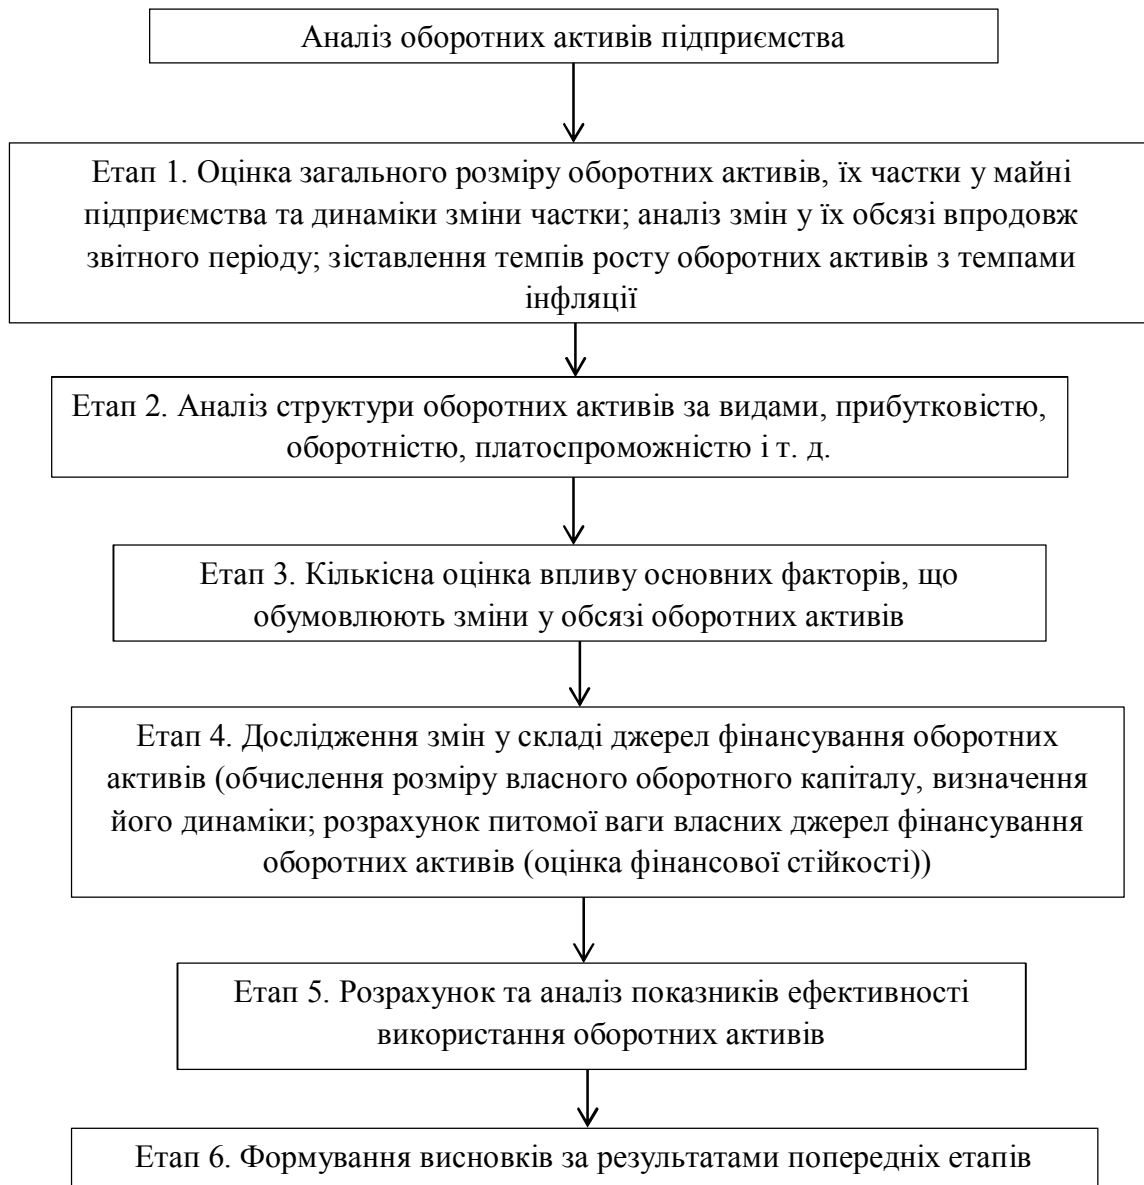 Аналіз оборотних активів підприємства
Етап 1. Оцінка загального розміру оборотних активів, їх частки у майні
підприємства та динаміки зміни частки; аналіз змін у їх обсязі впродовж
звітного періоду; зіставлення темпів росту оборотних активів з темпами
інфляції
Етап 2. Аналіз структури оборотних активів за видами, прибутковістю,
оборотністю, платоспроможністю і т. д.
Етап 3. Кількісна оцінка впливу основних факторів, що
обумовлюють зміни у обсязі оборотних активів
Етап 4. Дослідження змін у складі джерел фінансування оборотних
активів (обчислення розміру власного оборотного капіталу, визначення
його динаміки; розрахунок питомої ваги власних джерел фінансування
оборотних активів (оцінка фінансової стійкості))
Етап 5. Розрахунок та аналіз показників ефективності
використання оборотних активів
Етап 6. Формування висновків за результатами попередніх етапів